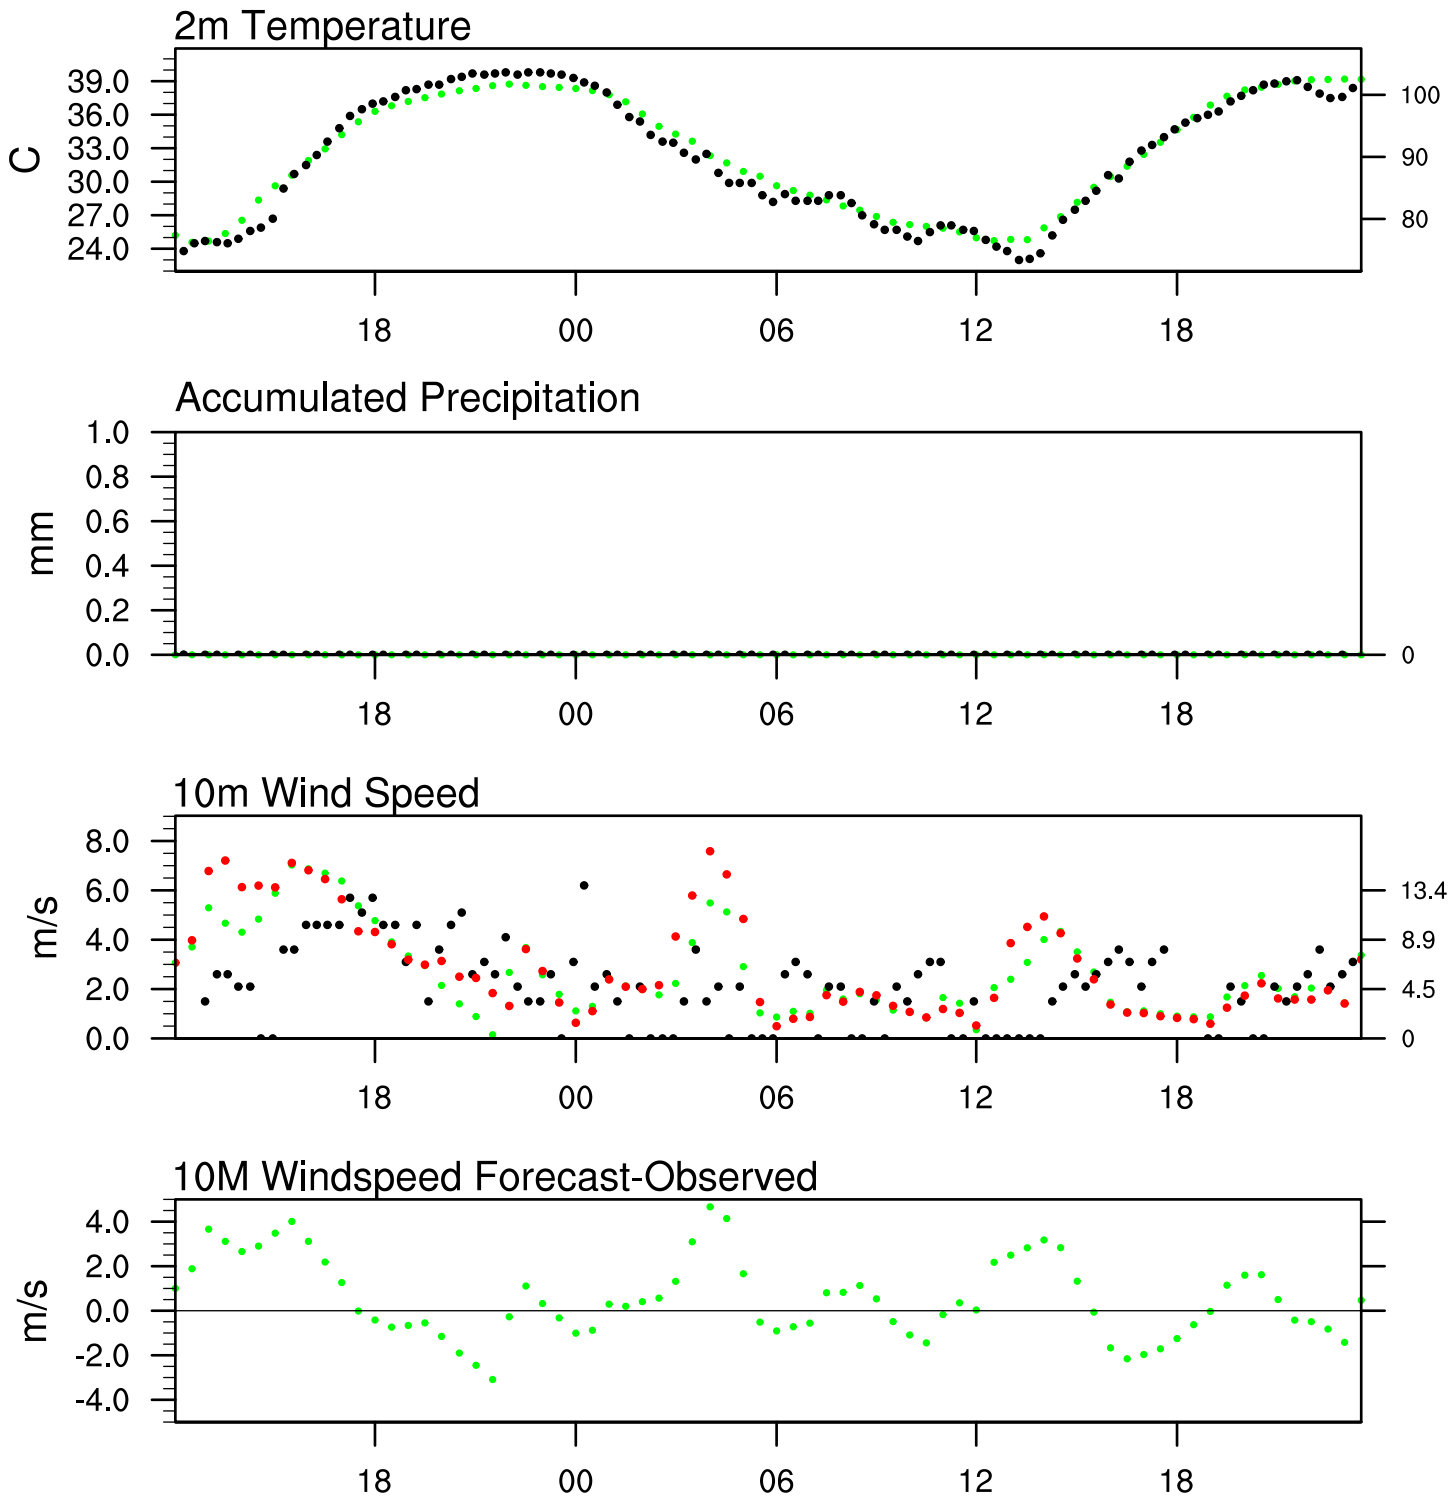 2m Temperature
39.0
36.0
33.0
30.0
27.0
24.0
C
100
90
80
18 00 06 12 18
Accumulated Precipitation
1.0
0.8
0.6
0.4
0.2
0.0
mm
0
18 00 06 12 18
10m Wind Speed
8.0
6.0
4.0
2.0
0.0
m/s
13.4
8.9
4.5
0
18 00 06 12 18
10M Windspeed Forecast-Observed
4.0
2.0
0.0
-2.0
-4.0
m/s
18 00 06 12 18